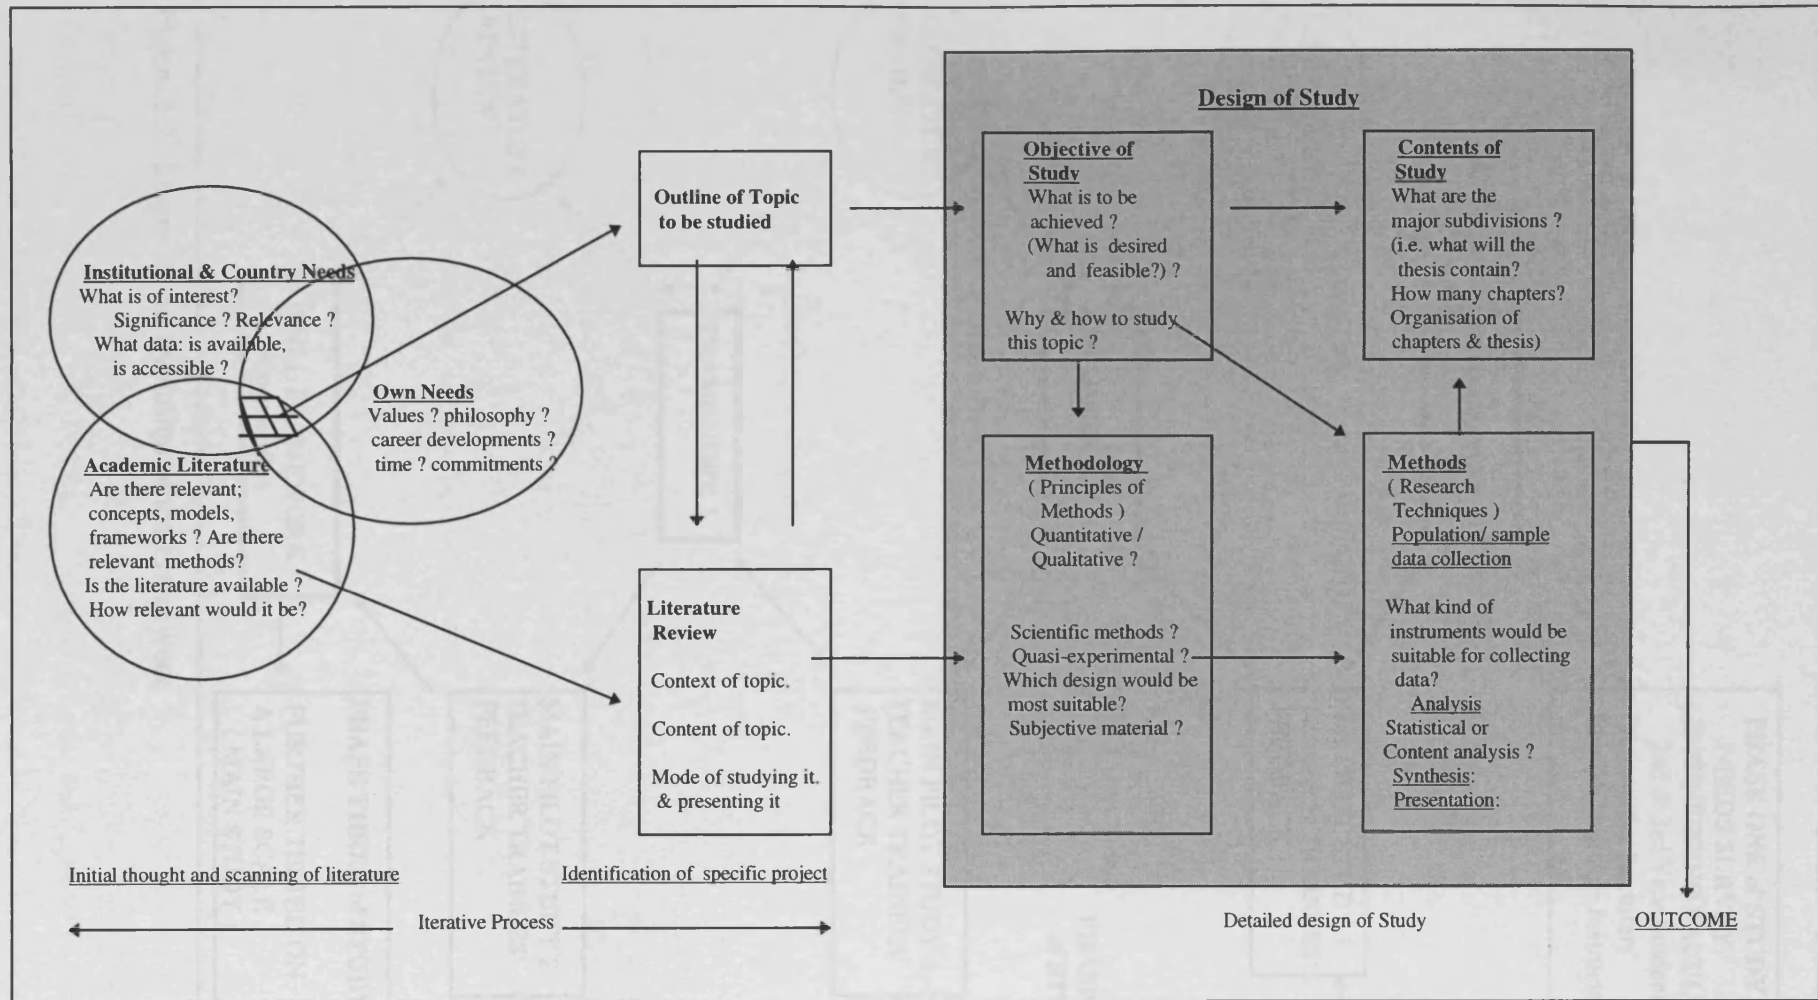 Institutional & Country Needs
What is of interest?
Significance ? Relevance ?
What data: is available,
is accessible ?
Own Needs
Values ? philosophy ?
career developments ?
time ? commitments ?
Academic Literature
Are there relevant;
concepts, models,
frameworks ? Are there
relevant methods?
Is the literature available ?
How relevant would it be?
Outline of Topic
to be studied
Literature
Review
Context of topic.
Content of topic.
Mode of studying it.
& presenting it
Design of Study
Objective of
Study
What is to be
achieved ?
(What is desired
and feasible?) ?
Why & how to study
this topic ?
Contents of
Study
What are the
major subdivisions ?
(i.e. what will the
thesis contain?
How many chapters?
Organisation of
chapters & thesis)
Methodology
( Principles of
Methods )
Quantitative /
Qualitative ?
Scientific methods ?
Quasi-experimental ?
Which design would be
most suitable?
Subjective material ?
Methods
( Research
Techniques )
Population/ sample
data collection
What kind of
instruments would be
suitable for collecting
data?
Analysis
Statistical or
Content analysis ?
Synthesis:
Presentation:
Initial thought and scanning of literature
Identification of specific project
Iterative Process
Detailed design of Study
OUTCOME